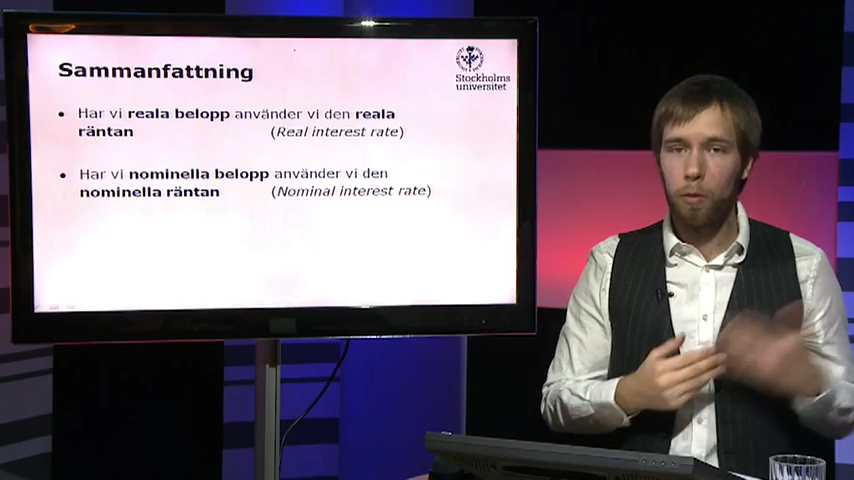 Sammanfattning
Stockholms
universitet
• Har vi reala belopp använder vi den reala
räntan (Real interest rate)
• Har vi nominella belopp använder vi den
nominella räntan (Nominal interest rate)